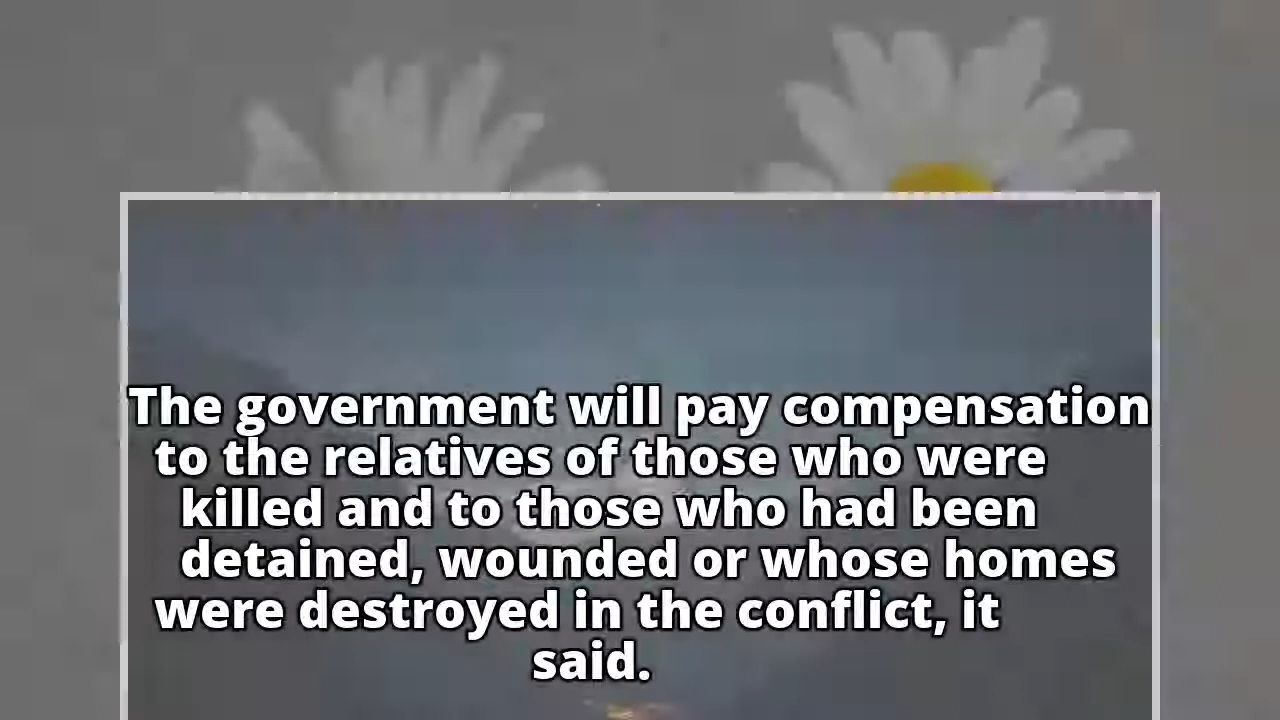 The government will pay compensation
to the relatives of those who were
killed and to those who had been
detained, wounded or whose homes
were destroyed in the conflict, it
said.